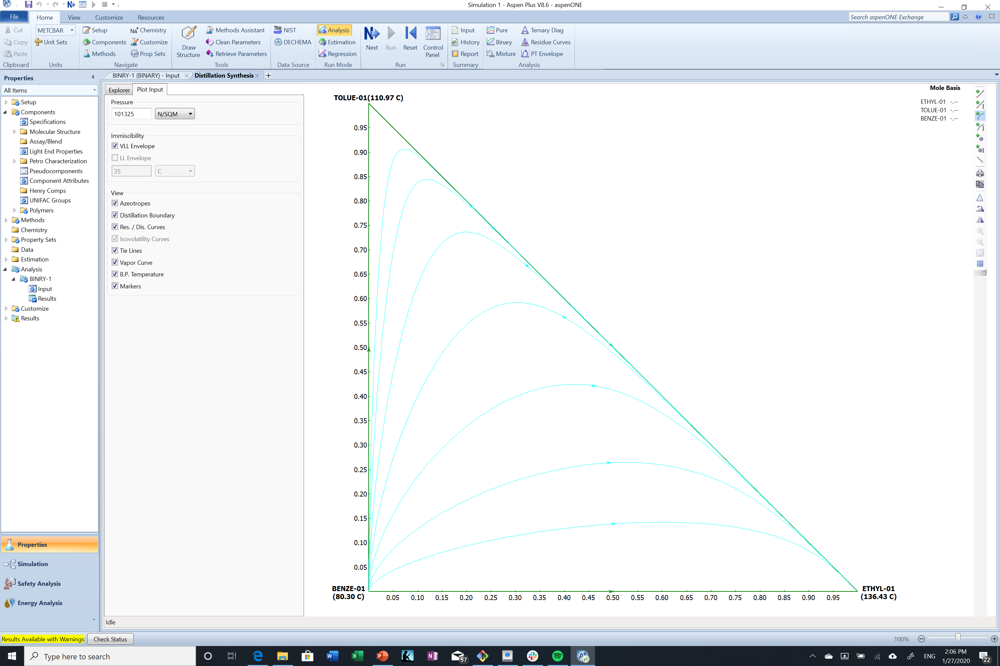 Simulation 1 - Aspen Plus V8.6 - aspenONE
File Home View Customize Resources
Search aspenONE Exchange
Cut
Copy
Paste
Clipboard
METCBAR
Unit Sets
Units
Setup
Components
Methods
Na+ Chemistry
Customize
Prop Sets
Navigate
Draw
Structure
Methods Assistant
Clean Parameters
Retrieve Parameters
Tools
TDE
NIST NIST
DECHEMA
Data Source
Analysis
Estimation
Regression
Run Mode
Next
Run
Reset
Control
Panel
Run
Input
History
Report
Summary
Pure
Binary
Mixture
Ternary Diag
Residue Curves
PT Envelope
Analysis
Properties
All Items
Setup
Components
Specifications
Molecular Structure
Assay/Blend
Light End Properties
Petro Characterization
Pseudocomponents
Component Attributes
Henry Comps
UNIFAC Groups
Polymers
Methods
Chemistry
Property Sets
Data
Estimation
Analysis
BINRY-1
Input
Results
Customize
Results
Properties
Simulation
Safety Analysis
Energy Analysis
BINRY-1 (BINARY) - Input
Distillation Synthesis
Explorer
Plot Input
Pressure
101325
N/SQM
Immiscibility
VLL Envelope
LL Envelope
35
C
View
Azeotropes
Distillation Boundary
Res. / Dis. Curves
Isovolatility Curves
Tie Lines
Vapor Curve
B.P. Temperature
Markers
TOLUE-01(110.97 C)
0.95
0.90
0.85
0.80
0.75
0.70
0.65
0.60
0.55
0.50
0.45
0.40
0.35
0.30
0.25
0.20
0.15
0.10
0.05
BENZE-01
(80.30 C)
0.05 0.10 0.15 0.20 0.25 0.30 0.35 0.40 0.45 0.50 0.55 0.60 0.65 0.70 0.75 0.80 0.85 0.90 0.95
ETHYL-01
(136.43 C)
Mole Basis
ETHYL-01 -.--
TOLUE-01 -.--
BENZE-01 -.--
Idle
Results Available with Warnings
Check Status
100%
Type here to search
57
ENG
2:06 PM
1/27/2020
22